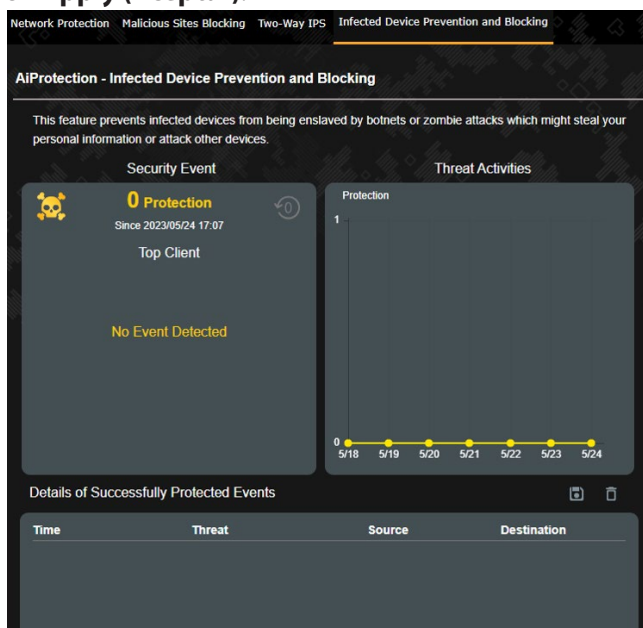 Network Protection Malicious Sites Blocking Two-Way IPS Infected Device Prevention and Blocking
AiProtection - Infected Device Prevention and Blocking
This feature prevents infected devices from being enslaved by botnets or zombie attacks which might steal your
personal information or attack other devices.
Security Event
0 Protection
Since 2023/05/24 17:07
Top Client
No Event Detected
Threat Activities
Protection
1
0
5/18 5/19 5/20 5/21 5/22 5/23 5/24
Details of Successfully Protected Events
Time Threat Source Destination